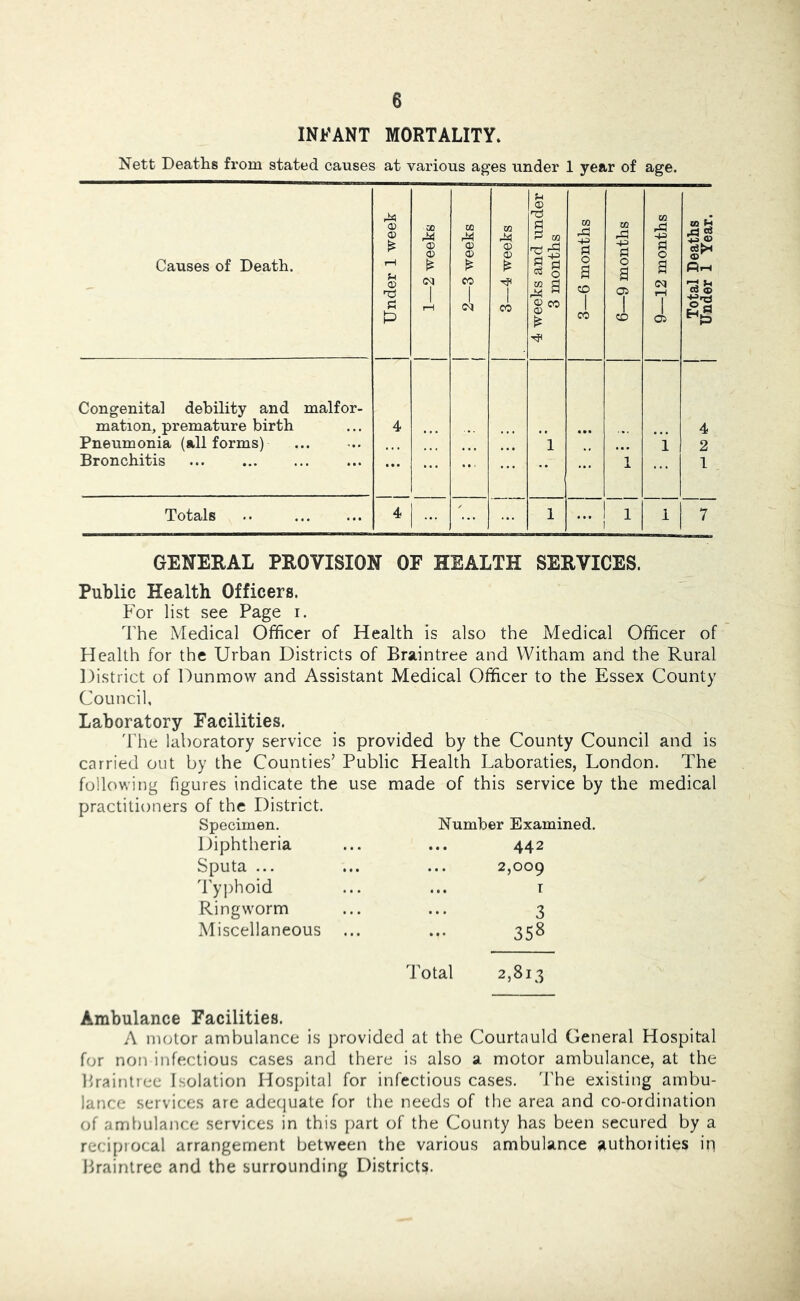 6
INFANT MORTALITY.
Nett Deaths from stated causes at various ages under 1 year of age.
Causes of Death. | Under 1 week | 1—2 weeks | 2—3 weeks | 3—4 weeks | 4 weeks and under 3 months | 3—6 months | 6—9 months | 9—12 months | Total Deaths Under 1 Year.
Congenital debility and malfor-
mation, premature birth ... 4 ... .. ... .. ... ... ... 4
Pneumonia (all forms) ... ... ... ... ... ... 1 .. ... 1 2
Bronchitis ... ... ... ... ... ... ... ... .. ... 1 ... 1
Totals .. ... ... 4 ... ... ... 1 ... 1 1 7
GENERAL PROVISION OF HEALTH SERVICES.
Public Health Officers.
For list see Page 1.
The Medical Officer of Health is also the Medical Officer of
Health for the Urban Districts of Braintree and Witham and the Rural
District of Dunmow and Assistant Medical Officer to the Essex County
Council,
Laboratory Facilities.
The laboratory service is provided by the County Council and is
carried out by the Counties' Public Health Laboraties, London. The
following figures indicate the use made of this service by the medical
practitioners of the District.
Specimen. Number Examined.
Diphtheria ... ... 442
Sputa ... ... ... 2,009
Typhoid ... ... 1
Ringworm ... ... 3
Miscellaneous ... ... 358
Total 2,813
Ambulance Facilities.
A motor ambulance is provided at the Courtauld General Hospital
for non-infectious cases and there is also a motor ambulance, at the
Braintree Isolation Hospital for infectious cases. The existing ambu-
lance services are adequate for the needs of the area and co-ordination
of ambulance services in this part of the County has been secured by a
reciprocal arrangement between the various ambulance authorities in
Braintree and the surrounding Districts.